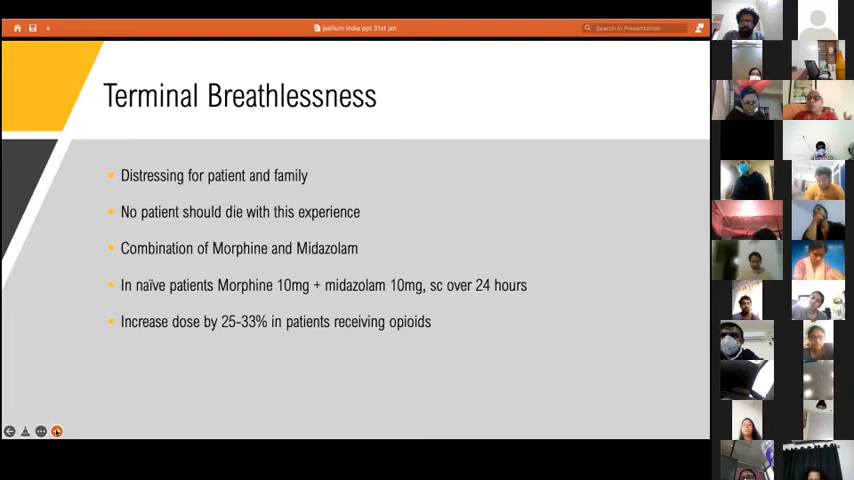 pallium india ppt 31st jan
Search in Presentation
Terminal Breathlessness
Distressing for patient and family
No patient should die with this experience
Combination of Morphine and Midazolam
In naïve patients Morphine 10mg + midazolam 10mg, sc over 24 hours
Increase dose by 25-33% in patients receiving opioids